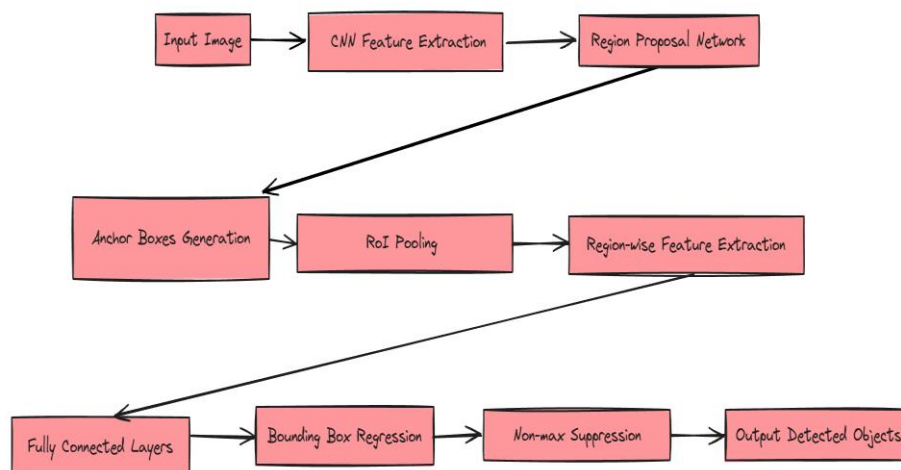 Input Image
CNN Feature Extraction
Region Proposal Network
Anchor Boxes Generation
RoI Pooling
Region-wise Feature Extraction
Fully Connected Layers
Bounding Box Regression
Non-max Suppression
Output Detected Objects